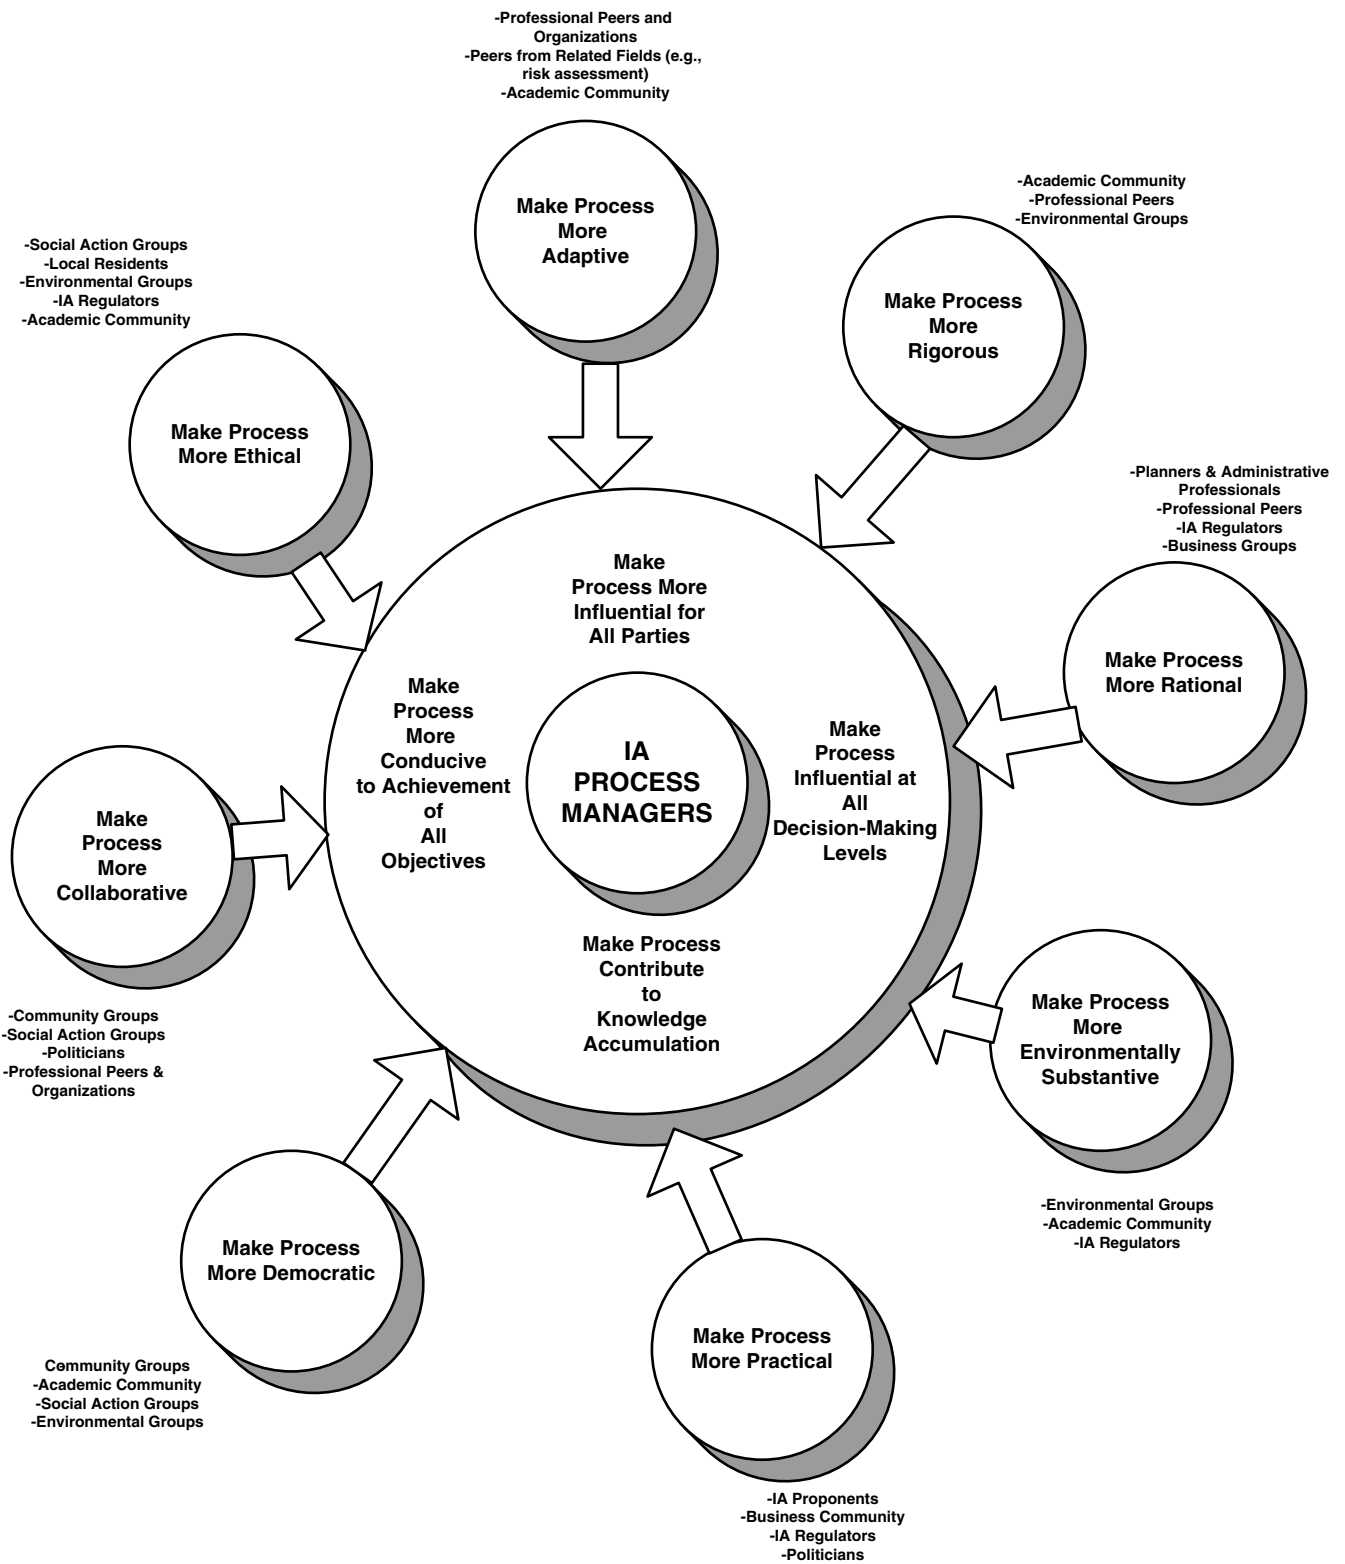 -Professional Peers and
Organizations
-Peers from Related Fields (e.g.,
risk assessment)
-Academic Community
Make Process
More
Adaptive
-Academic Community
-Professional Peers
-Environmental Groups
Make Process
More
Rigorous
-Social Action Groups
-Local Residents
-Environmental Groups
-IA Regulators
-Academic Community
Make Process
More Ethical
-Planners & Administrative
Professionals
-Professional Peers
-IA Regulators
-Business Groups
Make Process
More Rational
Make
Process More
Influential for
All Parties
Make
Process
More
Conducive
to Achievement
of
All
Objectives
IA
PROCESS
MANAGERS
Make
Process
Influential at
All
Decision-Making
Levels
Make Process
Contribute
to
Knowledge
Accumulation
Make
Process
More
Collaborative
-Community Groups
-Social Action Groups
-Politicians
-Professional Peers &
Organizations
Make Process
More
Environmentally
Substantive
-Environmental Groups
-Academic Community
-IA Regulators
Make Process
More Democratic
Community Groups
-Academic Community
-Social Action Groups
-Environmental Groups
Make Process
More Practical
-IA Proponents
-Business Community
-IA Regulators
-Politicians